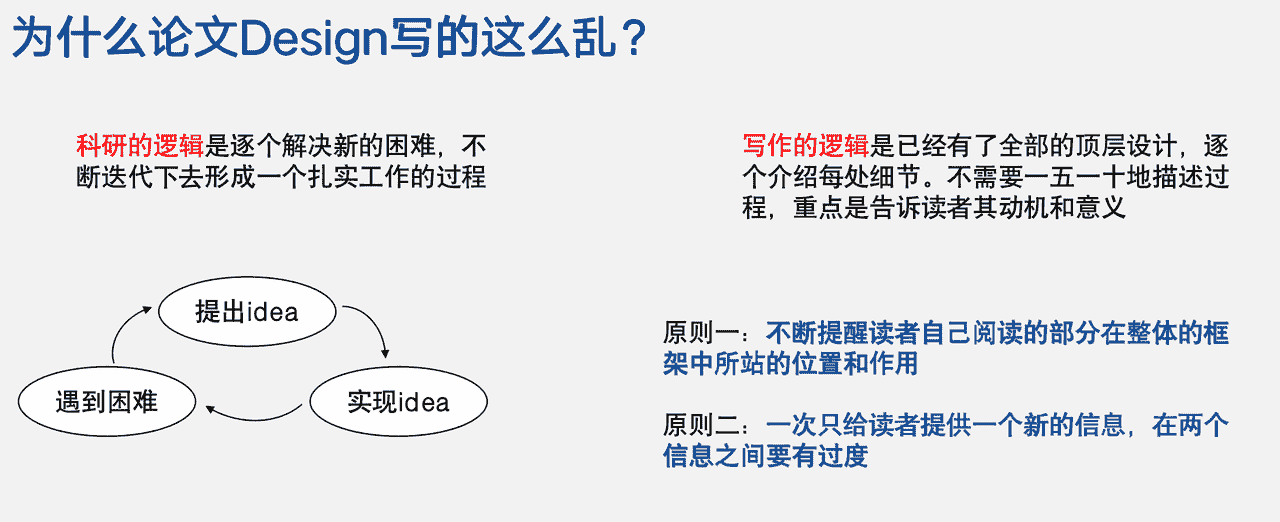 为什么论文Design写的这么乱？
科研的逻辑是逐个解决新的困难，不
断迭代下去形成一个扎实工作的过程
写作的逻辑是已经有了全部的顶层设计，逐
个介绍每处细节。不需要一五一十地描述过
程，重点是告诉读者其动机和意义
提出idea
遇到困难
实现idea
原则一：不断提醒读者自己阅读的部分在整体的框
架中所站的位置和作用
原则二：一次只给读者提供一个新的信息，在两个
信息之间要有过度